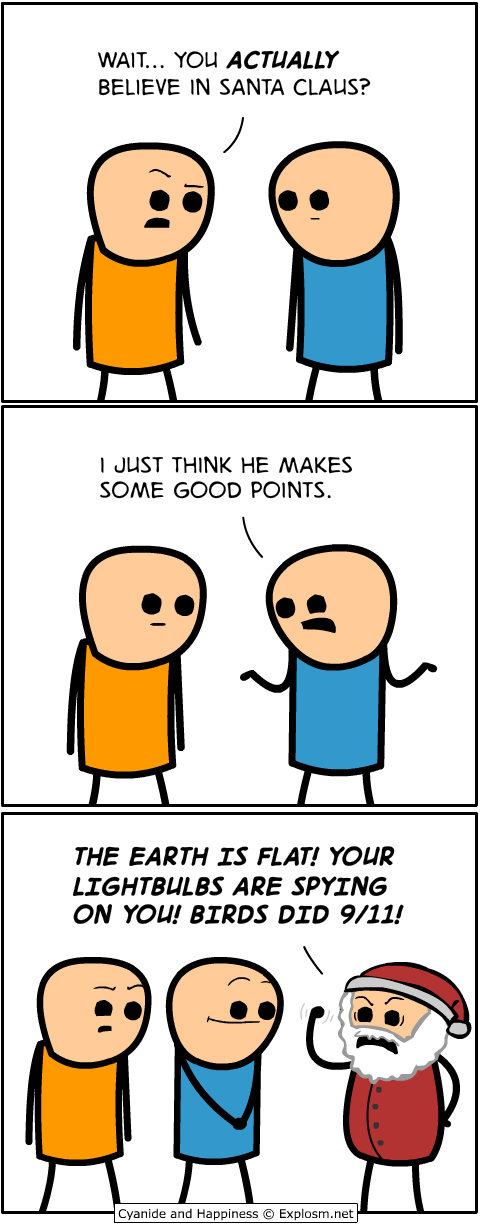 WAIT... YOU ACTUALLY
BELIEVE IN SANTA CLAUS?
I JUST THINK HE MAKES
SOME GOOD POINTS.
THE EARTH IS FLAT! YOUR
LIGHTBULBS ARE SPYING
ON YOU! BIRDS DID 9/11!
Cyanide and Happiness © Explosm.net